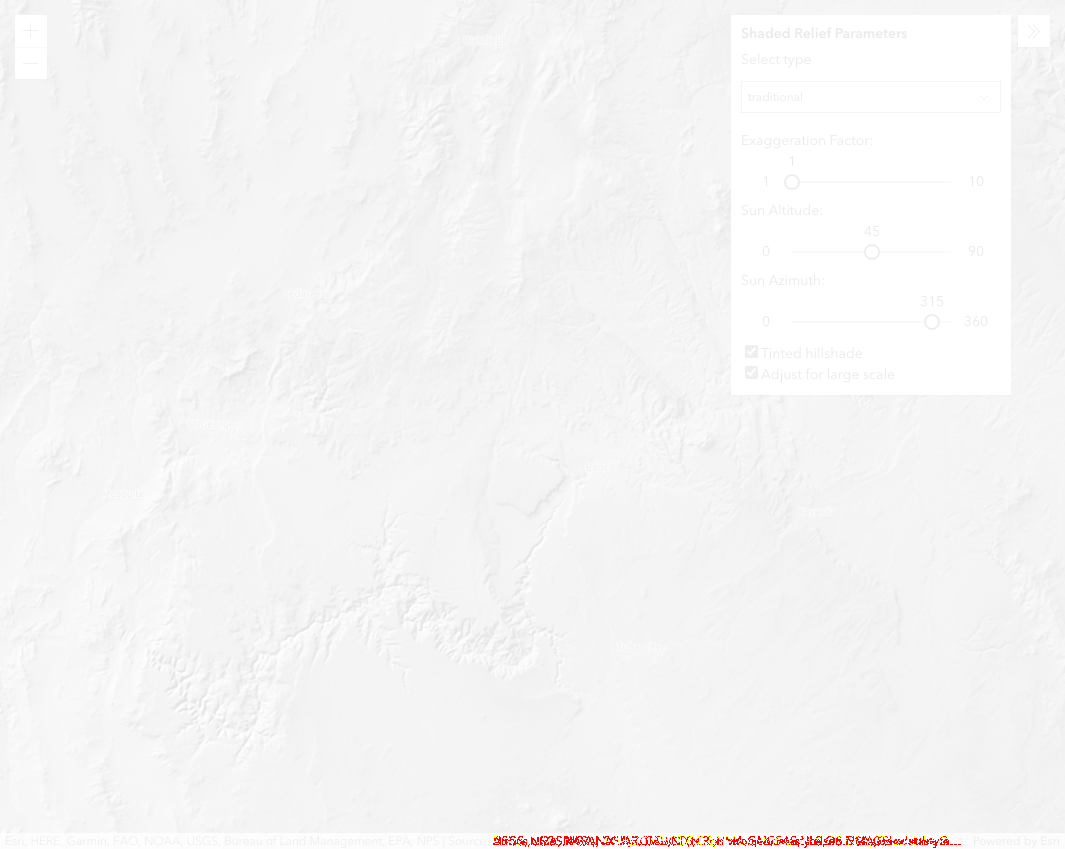 Shaded Relief Parameters
Select type
traditional
Exaggeration Factor:
1
1 10
Sun Altitude:
45
0 90
Sun Azimuth:
315
0 360
Tinted hillshade
Adjust for large scale
Esri, HERE, Garmin, FAO, NOAA, USGS, Bureau of Land Management, EPA, NPS | Source
Powered by Esri